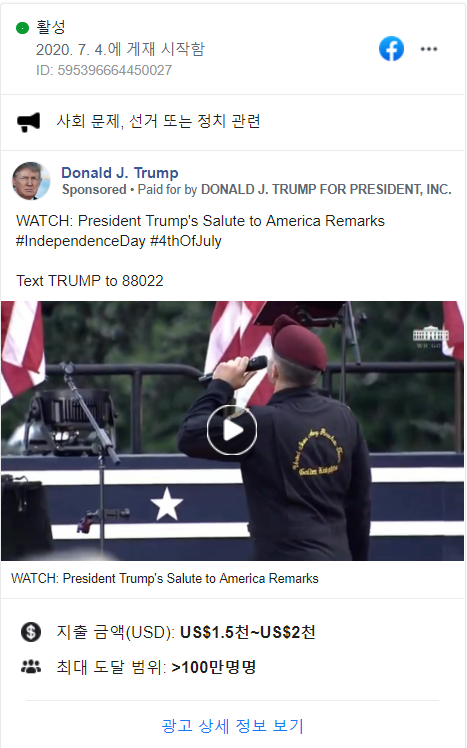 활성
2020. 7. 4.에 게재 시작함
ID: 595396664450027
사회 문제, 선거 또는 정치 관련
Donald J. Trump
Sponsored • Paid for by DONALD J. TRUMP FOR PRESIDENT, INC.
WATCH: President Trump's Salute to America Remarks
#IndependenceDay #4thOfJuly
Text TRUMP to 88022
WH.GOV
Golden Knights
WATCH: President Trump's Salute to America Remarks
지출 금액(USD): US$1.5천~US$2천
최대 도달 범위: >100만명명
광고 상세 정보 보기